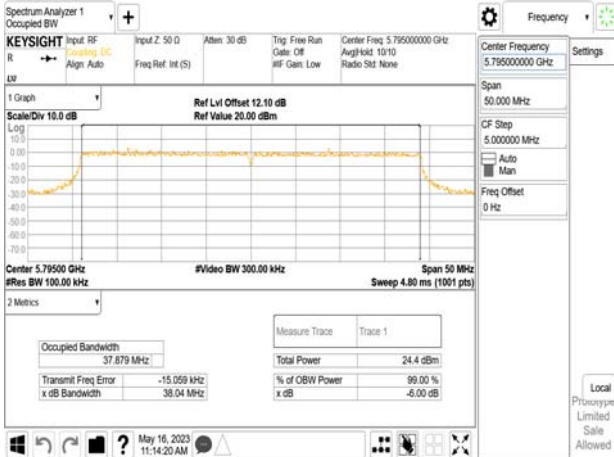 Spectrum Analyzer 1
Occupied BW
Frequency
KEYSIGHT
Input: RF
Coupling: DC
Align: Auto
Input Z: 50 Ω
Freq Ref: Int (S)
Atten: 30 dB
Trig: Free Run
Gate: Off
#IF Gain: Low
Center Freq: 5.795000000 GHz
Avg|Hold: 10/10
Radio Std: None
R
LXI
1 Graph
Scale/Div 10.0 dB
Ref Lvl Offset 12.10 dB
Ref Value 20.00 dBm
Log
10.0
0.00
-10.0
-20.0
-30.0
-40.0
-50.0
-60.0
-70.0
Center 5.79500 GHz
#Video BW 300.00 kHz
Span 50 MHz
#Res BW 100.00 kHz
Sweep 4.80 ms (1001 pts)
2 Metrics
Measure Trace
Trace 1
Occupied Bandwidth
37.879 MHz
Total Power
24.4 dBm
Transmit Freq Error
-15.059 kHz
% of OBW Power
99.00 %
x dB Bandwidth
38.04 MHz
x dB
-6.00 dB
?
May 16, 2023
11:14:20 AM
Center Frequency
5.795000000 GHz
Settings
Span
50.000 MHz
CF Step
5.000000 MHz
Auto
Man
Freq Offset
0 Hz
Local
Prototype
Limited
Sale
Allowed